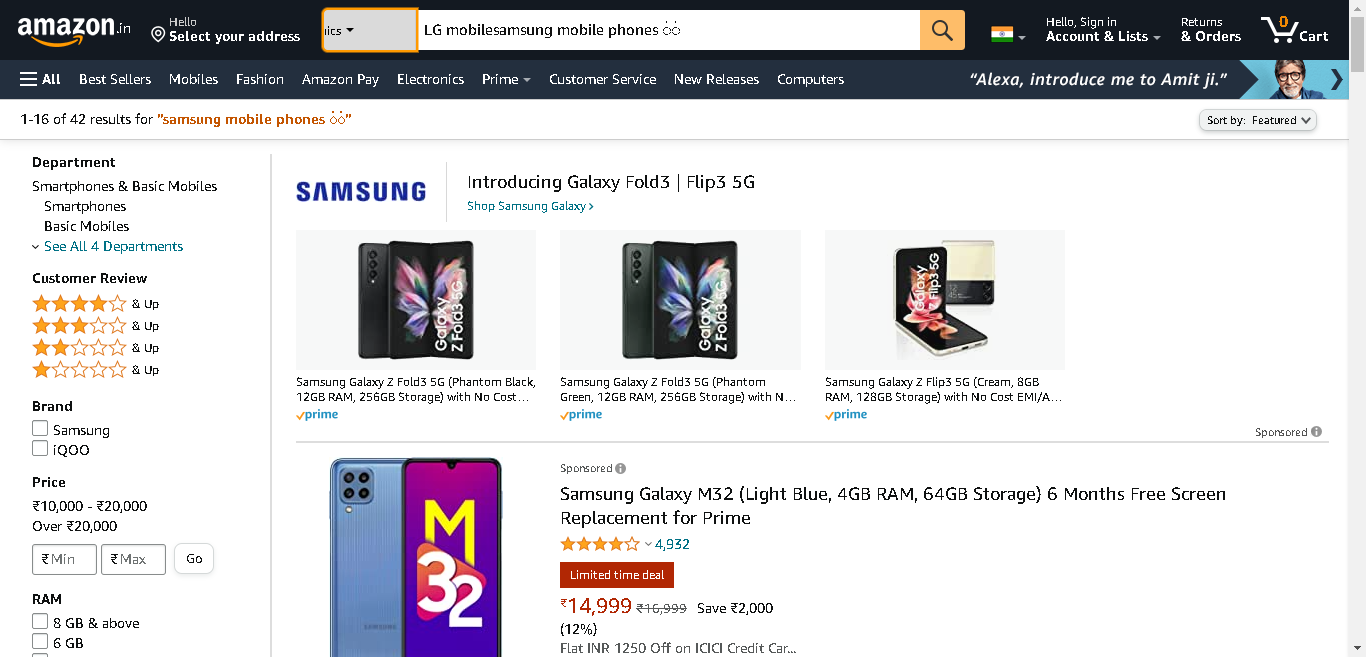 amazon.in
Hello
Select your address
ics
LG mobilesamsung mobile phones
Hello, Sign in
Account & Lists
Returns
& Orders
0
Cart
All
Best Sellers
Mobiles
Fashion
Amazon Pay
Electronics
Prime
Customer Service
New Releases
Computers
“Alexa, introduce me to Amit ji.”
1-16 of 42 results for "samsung mobile phones "
Sort by: Featured
Department
Smartphones & Basic Mobiles
Smartphones
Basic Mobiles
See All 4 Departments
Customer Review
& Up
& Up
& Up
& Up
Brand
Samsung
iQOO
Price
₹10,000 - ₹20,000
Over ₹20,000
₹ Min
₹ Max
Go
RAM
8 GB & above
6 GB
SAMSUNG
Introducing Galaxy Fold3 | Flip3 5G
Shop Samsung Galaxy ›
Galaxy
Z Fold3 5G
Samsung Galaxy Z Fold3 5G (Phantom Black,
12GB RAM, 256GB Storage) with No Cost…
prime
Galaxy
Z Fold3 5G
Samsung Galaxy Z Fold3 5G (Phantom
Green, 12GB RAM, 256GB Storage) with N…
prime
Galaxy
Z Flip3 5G
Samsung Galaxy Z Flip3 5G (Cream, 8GB
RAM, 128GB Storage) with No Cost EMI/A…
prime
Sponsored
SAMSUNG
M
32
Sponsored
Samsung Galaxy M32 (Light Blue, 4GB RAM, 64GB Storage) 6 Months Free Screen
Replacement for Prime
4,932
Limited time deal
₹14,999 ₹16,999 Save ₹2,000
(12%)
Flat INR 1250 Off on ICICI Credit Car...